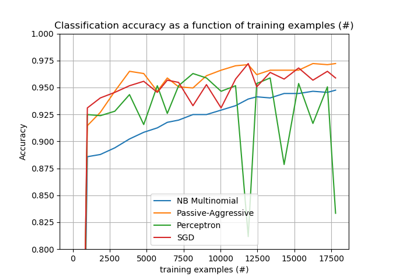 Classification accuracy as a function of training examples (#)
1.000
0.975
0.950
0.925
0.900
0.875
0.850
0.825
0.800
Accuracy
NB Multinomial
Passive-Aggressive
Perceptron
SGD
0 2500 5000 7500 10000 12500 15000 17500
training examples (#)